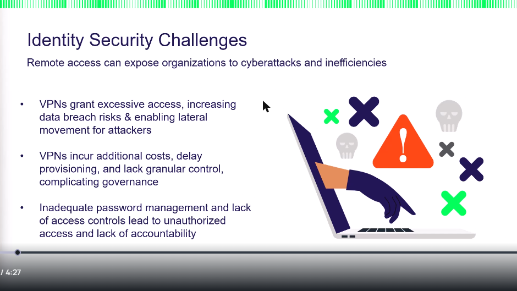 Identity Security Challenges
Remote access can expose organizations to cyberattacks and inefficiencies
• VPNs grant excessive access, increasing
data breach risks & enabling lateral
movement for attackers
• VPNs incur additional costs, delay
provisioning, and lack granular control,
complicating governance
• Inadequate password management and lack
of access controls lead to unauthorized
access and lack of accountability
!
/ 4:27